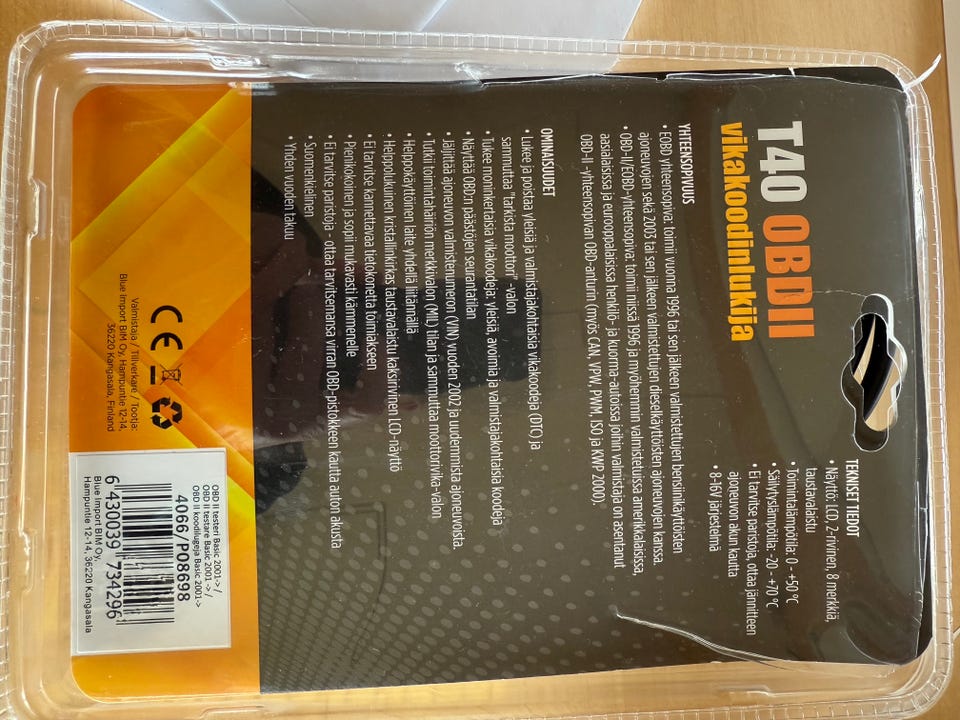 T40 OBDII
vikakoodinlukija
YHTEENSOPIVUUS
• EOBD yhteensopiva: toimii vuonna 1996 tai sen jälkeen valmistettujen bensiinikäyttöisten
ajoneuvojen sekä 2003 tai sen jälkeen valmistettujen dieselkäyttöisten ajoneuvojen kanssa.
• OBD-II/EOBD-yhteensopiva: toimii niissä 1996 ja myöhemmin valmistetuissa amerikkalaisissa,
aasialaisissa ja eurooppalaisissa henkilö- ja kuorma-autoissa joihin valmistaja on asentanut
OBD-II -yhteensopivan OBD-anturin (myös CAN, VPW, PWM, ISO ja KWP 2000).
OMINAISUUDET
• Lukee ja poistaa yleisiä ja valmistajakohtaisia vikakoodeja (DTC) ja
sammuttaa "tarkista moottori" -valon
• Tukee moninkertaisia vikakoodeja: yleisiä, avoimia ja valmistajakohtaisia koodeja
• Näyttää OBD:n päästöjen seurantatilan
• Jäljittää ajoneuvon valmistenumeron (VIN) vuoden 2002 ja uudemmista ajoneuvoista.
• Tutkii toimintahäiriön merkkivalon (MIL) tilan ja sammuttaa moottorivika-valon
• Helppokäyttöinen laite yhdellä liitännällä
• Helppolukuinen kristallinkirkas taustavalaistu kaksirivinen LCD-näyttö
• Ei tarvitse kannettavaa tietokonetta toimiakseen
• Pienikokoinen ja sopii mukavasti kämmenelle
• Ei tarvitse paristoja - ottaa tarvitsemansa virran OBD-pistokkeen kautta auton akusta
• Suomenkielinen
• Yhden vuoden takuu
TEKNISET TIEDOT
• Näyttö: LCD, 2-rivinen, 8 merkkiä,
taustavalaistu
• Toimintalämpötila: 0 - +50 °C
• Säilytyslämpötila: -20 - +70 °C
• Ei tarvitse paristoja, ottaa jännitteen
ajoneuvon akun kautta
• 8-16V järjestelmä
CE
Valmistaja / Tillverkare / Tootja:
Blue Import BIM Oy, Hampuntie 12-14,
36220 Kangasala, Finland
OBD II testeri Basic 2001-> /
OBD II testare Basic 2001 -> /
OBD II koodilugeja Basic 2001->
4066/P08698
6 430039 734296
Blue Import BIM Oy,
Hampuntie 12-14, 36220 Kangasala